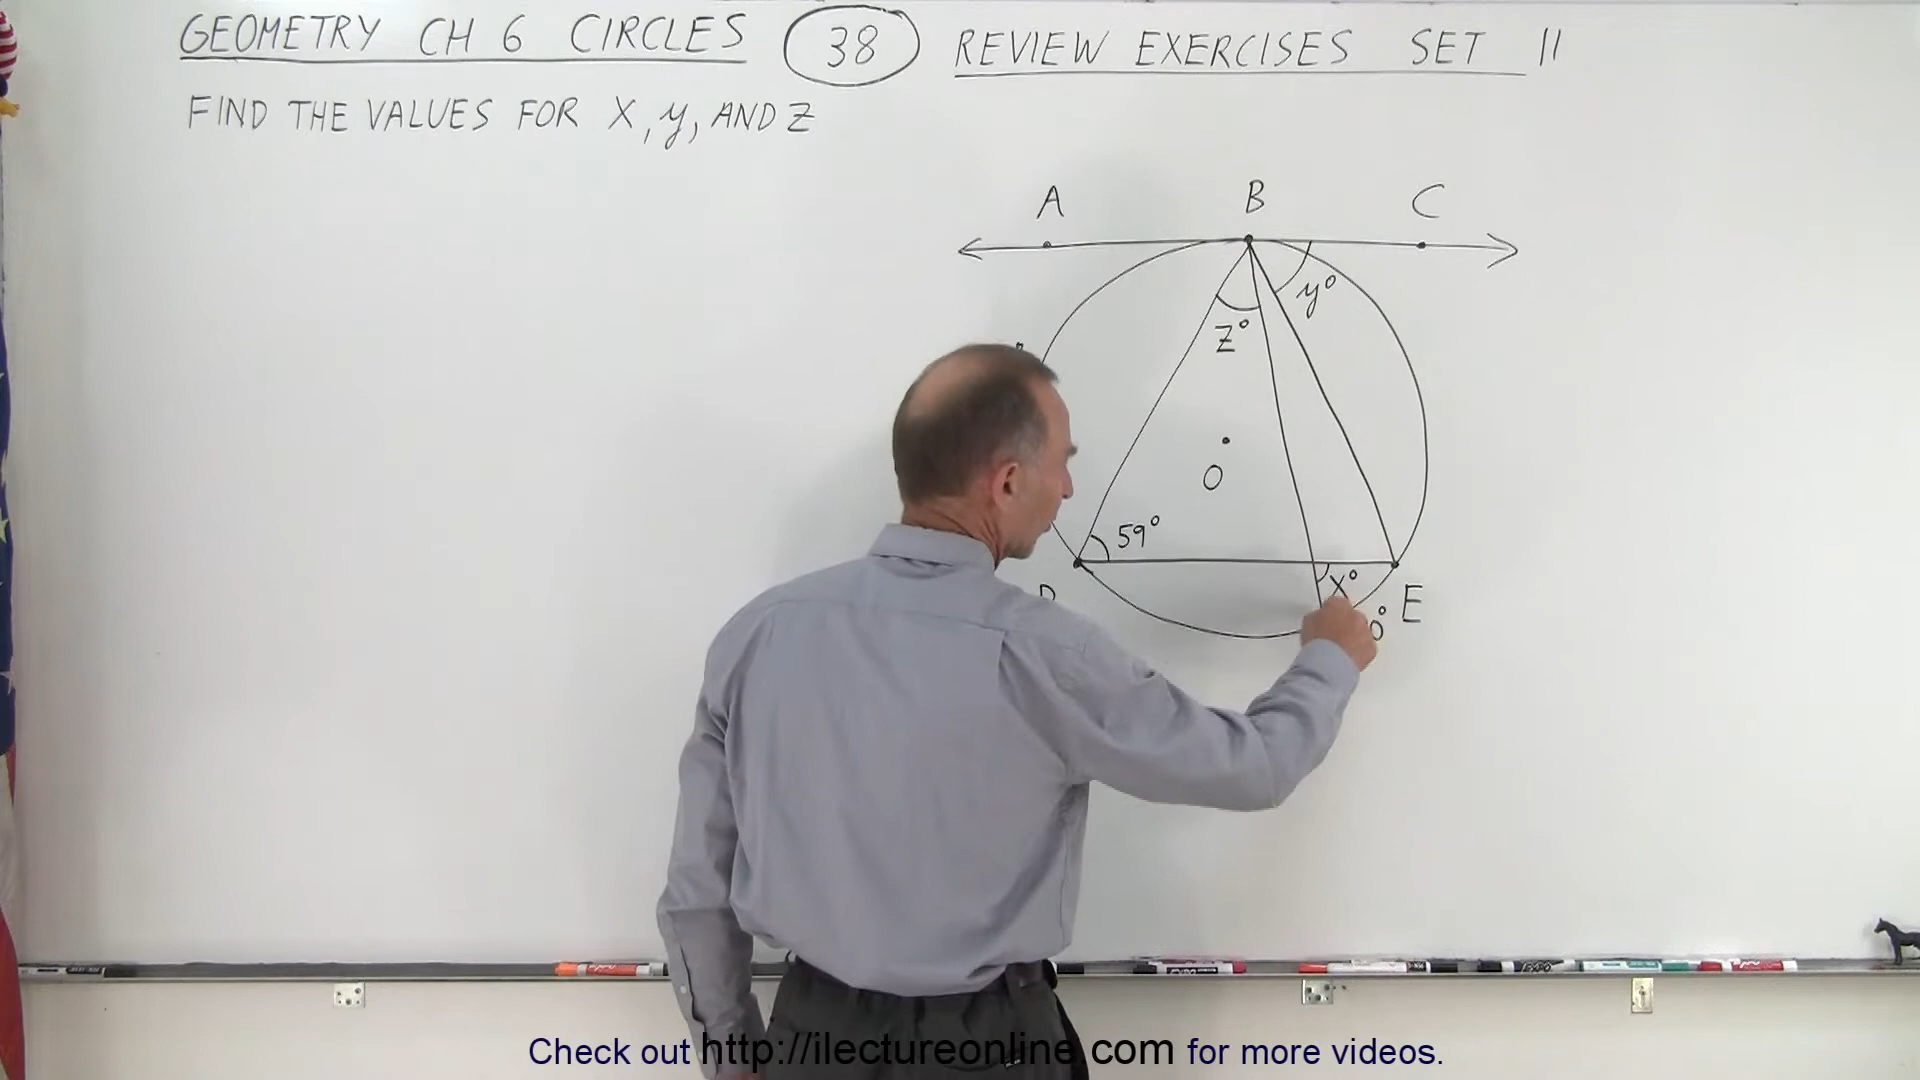 GEOMETRY CH 6 CIRCLES 38 REVIEW EXERCISES SET 11
FIND THE VALUES FOR X, y, AND Z
A B C
y°
Z°
O
59°
X°
E
Check out http://ilectureonline.com for more videos.